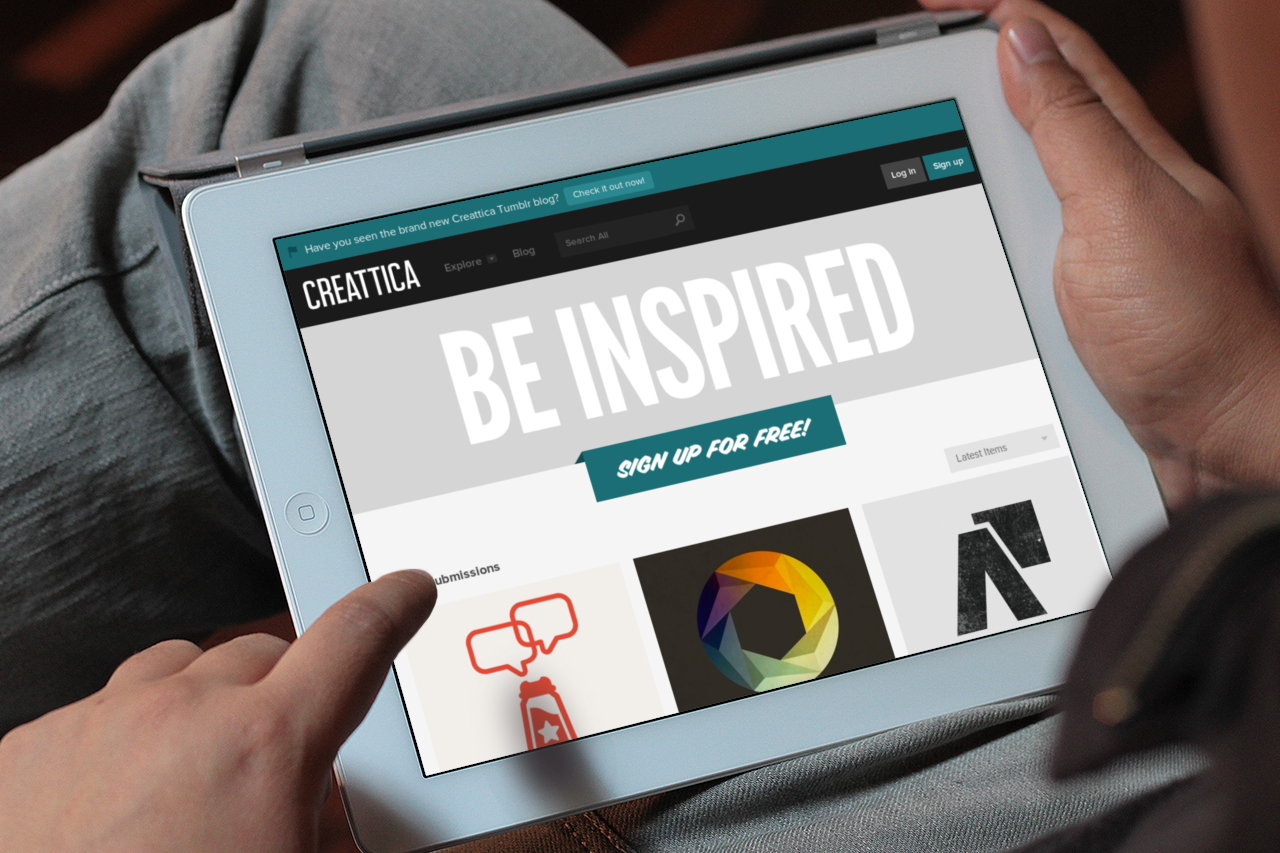 Have you seen the brand new Creattica Tumblr blog? Check it out now!
CREATTICA Explore Blog Search All Log In Sign up
BE INSPIRED
SIGN UP FOR FREE!
Latest Items
ubmissions